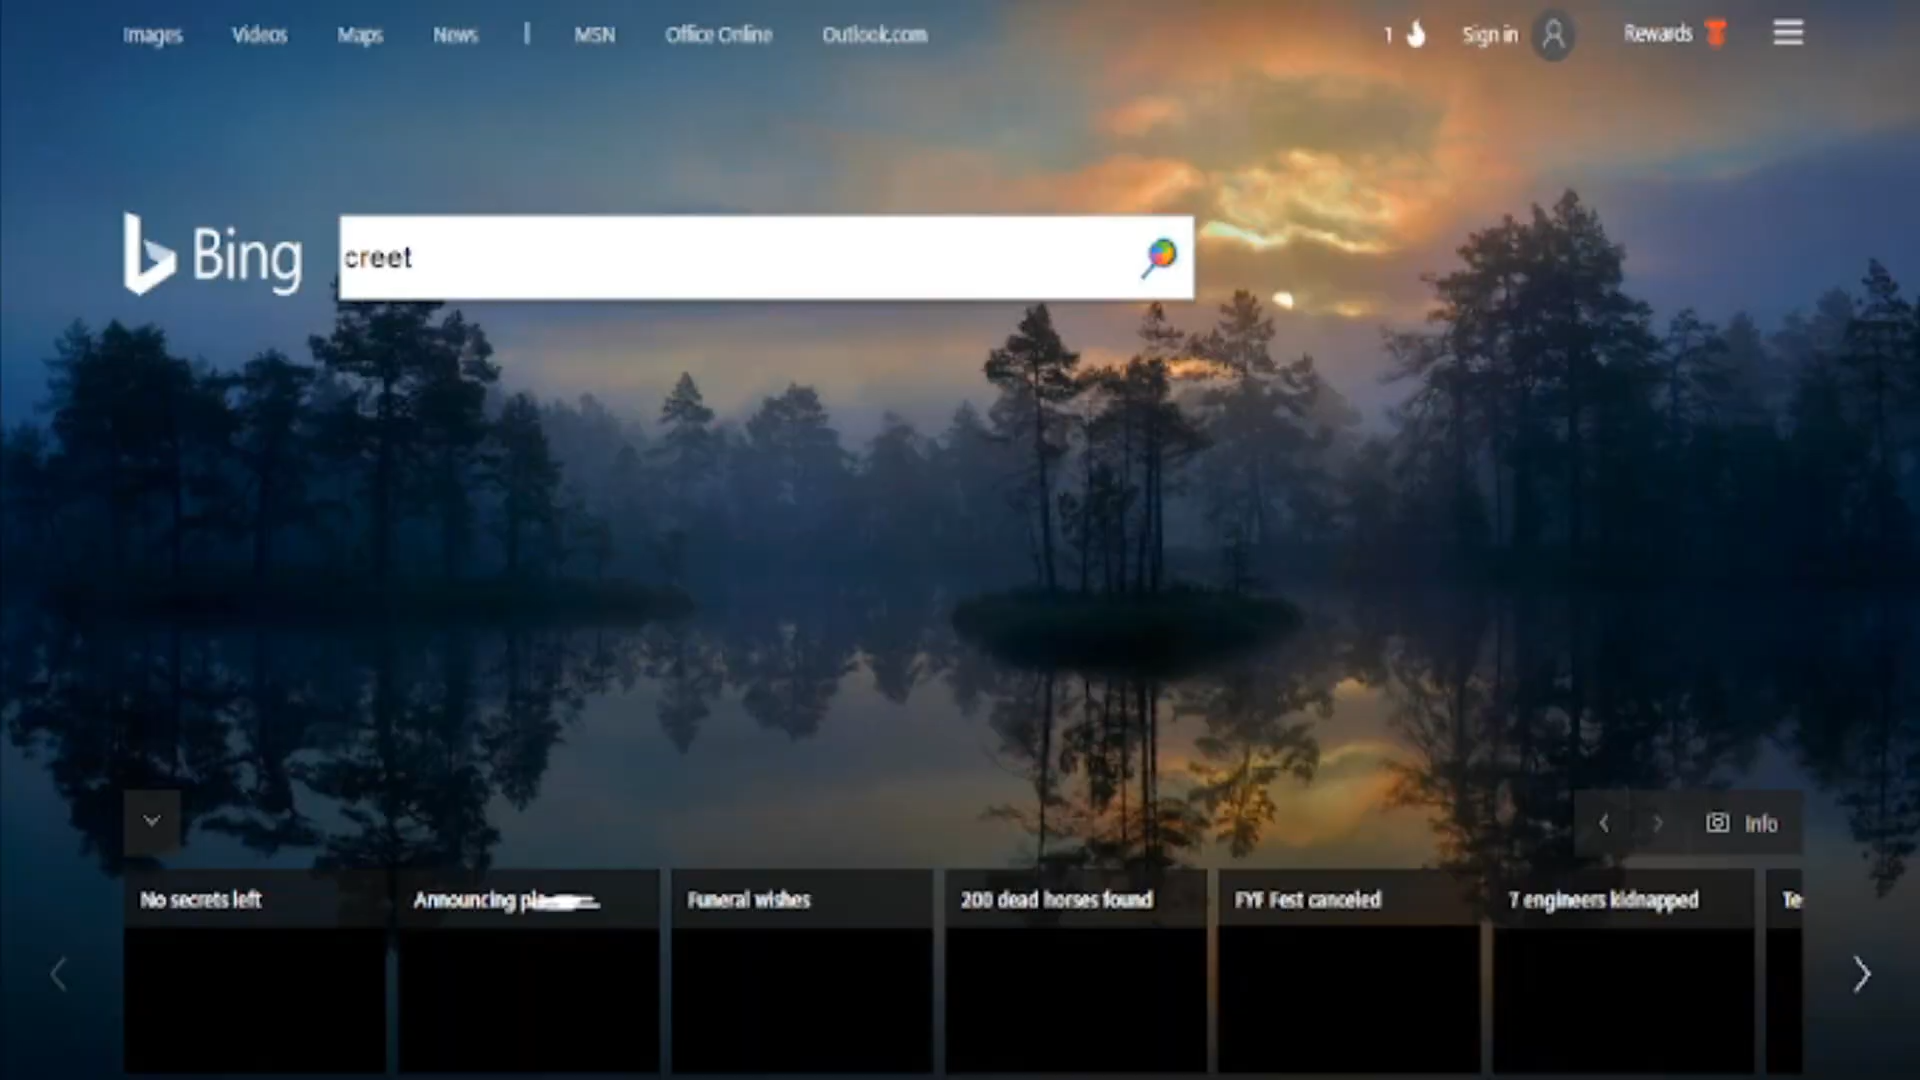 Images Videos Maps News | MSN Office Online Outlook.com 1 Sign in Rewards
Bing creet
Info
No secrets left Announcing Funeral wishes 200 dead horses found FYF Fest canceled 7 engineers kidnapped Te